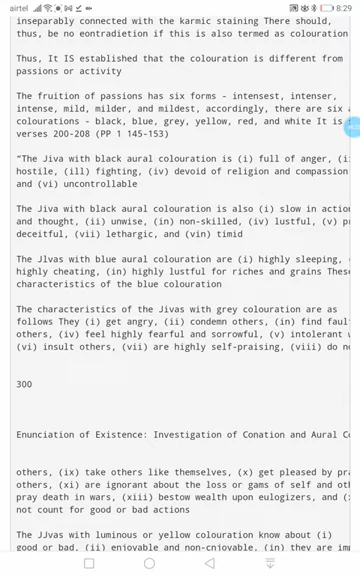 airtel 8:29
inseparably connected with the karmic staining There should,
thus, be no eontradietion if this is also termed as colouration
Thus, It IS established that the colouration is different from
passions or activity
The fruition of passions has six forms - intensest, intenser,
intense, mild, milder, and mildest, accordingly, there are six a
colourations - black, blue, grey, yellow, red, and white It is
verses 200-208 (PP 1 145-153)
"The Jiva with black aural colouration is (i) full of anger, (i
hostile, (ill) fighting, (iv) devoid of religion and compassion
and (vi) uncontrollable
The Jiva with black aural colouration is also (i) slow in action
and thought, (ii) unwise, (in) non-skilled, (iv) lustful, (v) p
deceitful, (vii) lethargic, and (vin) timid
The JIvas with blue aural colouration are (i) highly sleeping,
highly cheating, (in) highly lustful for riches and grains These
characteristics of the blue colouration
The characteristics of the Jivas with grey colouration are as
follows They (i) get angry, (ii) condemn others, (in) find faul
others, (iv) feel highly fearful and sorrowful, (v) intolerant
(vi) insult others, (vii) are highly self-praising, (viii) do n
300
Enunciation of Existence: Investigation of Conation and Aural C
others, (ix) take others like themselves, (x) get pleased by pr
others, (xi) are ignorant about the loss or gams of self and oth
pray death in wars, (xiii) bestow wealth upon eulogizers, and (
not count for good or bad actions
The JJvas with luminous or yellow colouration know about (i)
good or bad, (ii) enjoyable and non-cnjovable, (in) they are im